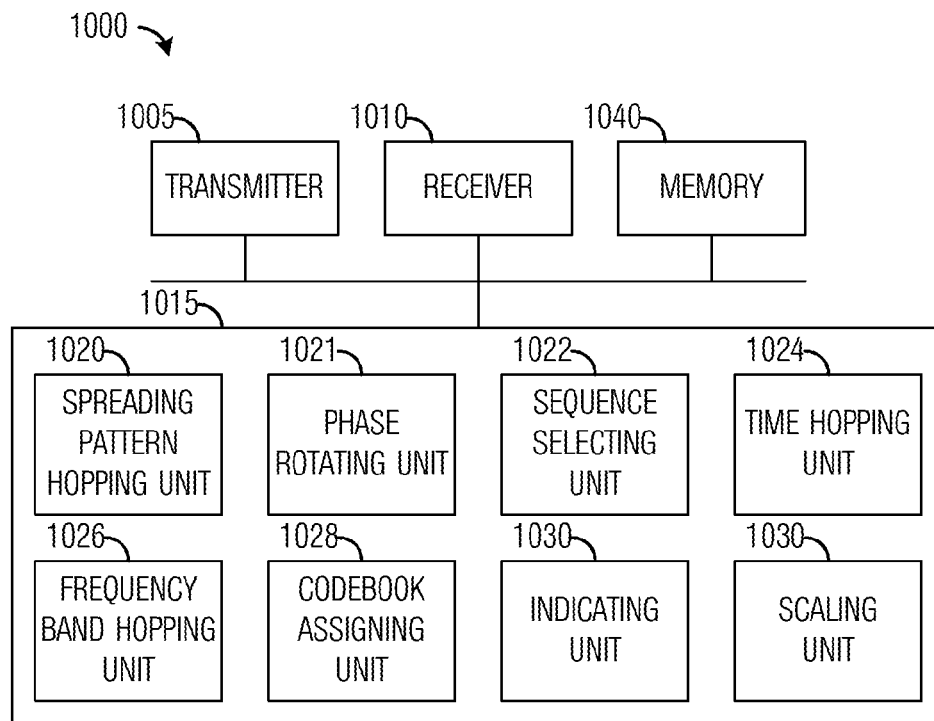 1000
1005
1010
1040
TRANSMITTER
RECEIVER
MEMORY
1015
1020
1021
1022
1024
SPREADING
PATTERN
HOPPING UNIT
PHASE
ROTATING UNIT
SEQUENCE
SELECTING
UNIT
TIME HOPPING
UNIT
1026
1028
1030
1030
FREQUENCY
BAND HOPPING
UNIT
CODEBOOK
ASSIGNING
UNIT
INDICATING
UNIT
SCALING
UNIT